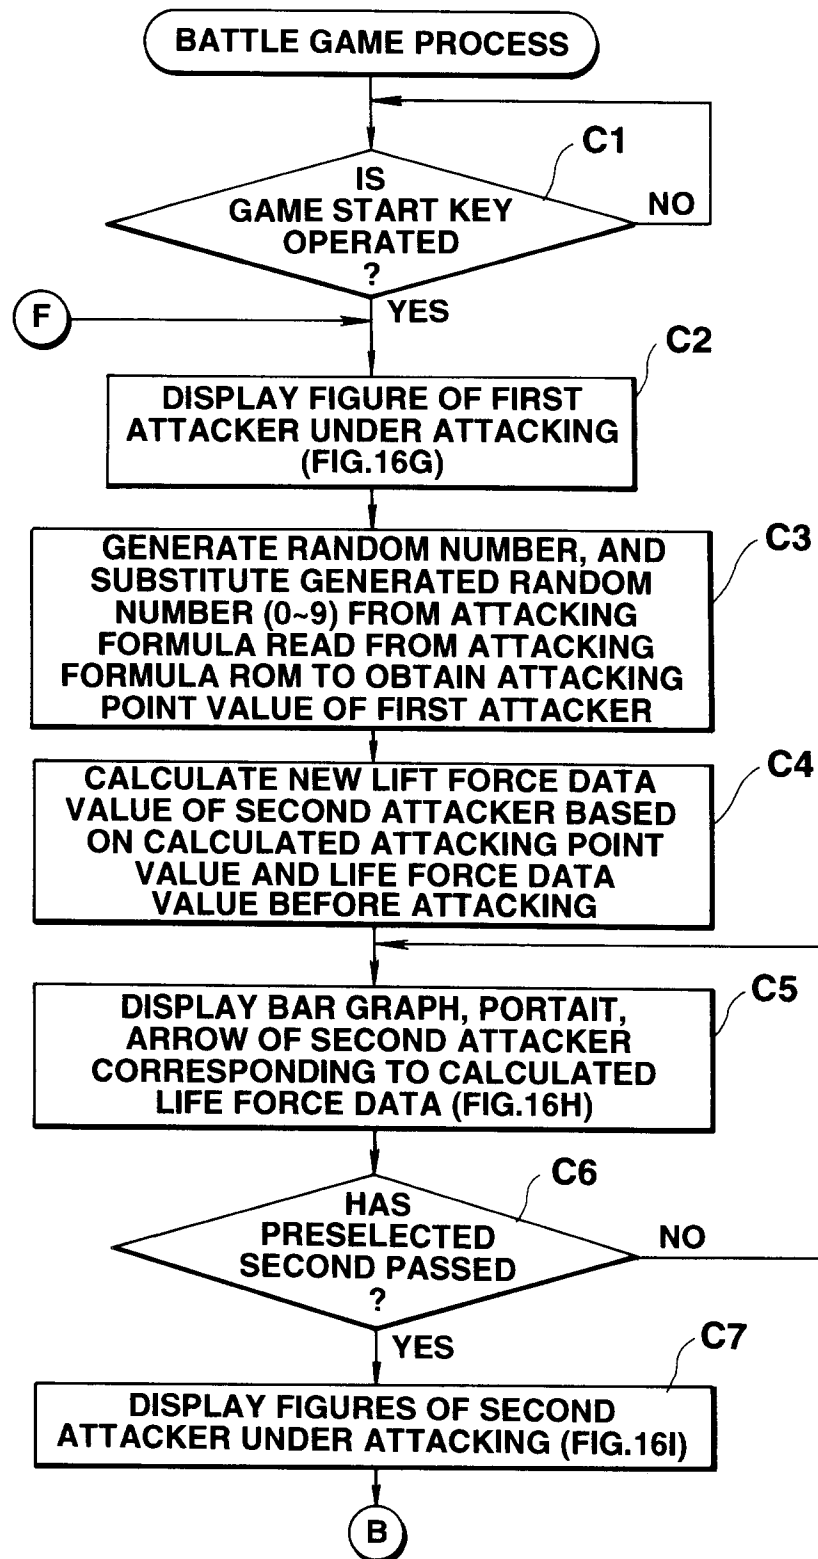 BATTLE GAME PROCESS
C1
IS
GAME START KEY
OPERATED
?
NO
YES
F
C2
DISPLAY FIGURE OF FIRST
ATTACKER UNDER ATTACKING
(FIG.16G)
C3
GENERATE RANDOM NUMBER, AND
SUBSTITUTE GENERATED RANDOM
NUMBER (0~9) FROM ATTACKING
FORMULA READ FROM ATTACKING
FORMULA ROM TO OBTAIN ATTACKING
POINT VALUE OF FIRST ATTACKER
C4
CALCULATE NEW LIFT FORCE DATA
VALUE OF SECOND ATTACKER BASED
ON CALCULATED ATTACKING POINT
VALUE AND LIFE FORCE DATA
VALUE BEFORE ATTACKING
C5
DISPLAY BAR GRAPH, PORTAIT,
ARROW OF SECOND ATTACKER
CORRESPONDING TO CALCULATED
LIFE FORCE DATA (FIG.16H)
C6
HAS
PRESELECTED
SECOND PASSED
?
NO
YES
C7
DISPLAY FIGURES OF SECOND
ATTACKER UNDER ATTACKING (FIG.16I)
B